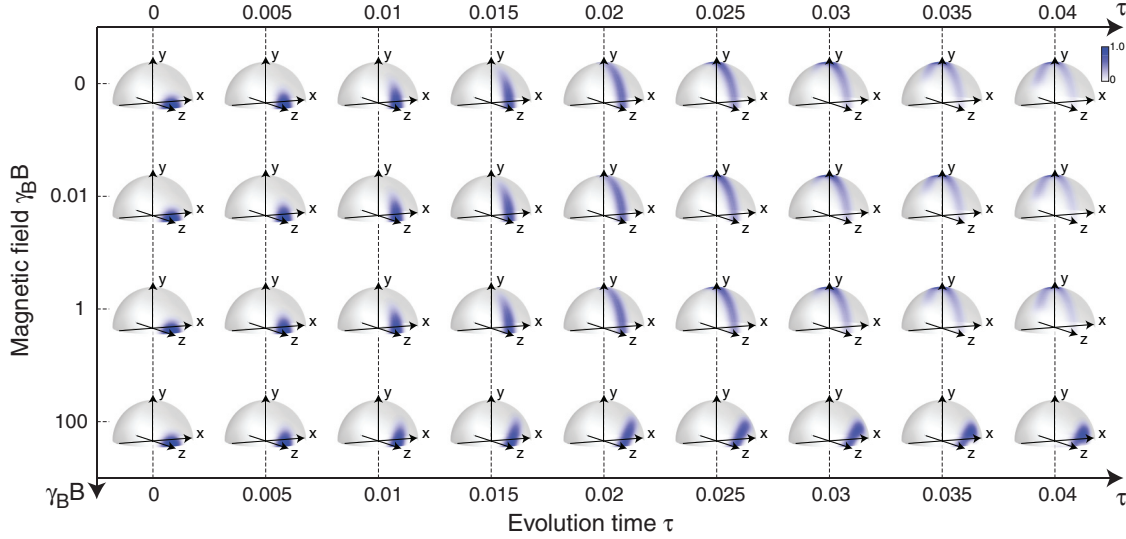 0 0.005 0.01 0.015 0.02 0.025 0.03 0.035 0.04 τ
1.0
0
Magnetic field γBB
0
y x z y x z y x z y x z y x z y x z y x z y x z y x z
0.01
y x z y x z y x z y x z y x z y x z y x z y x z y x z
1
y x z y x z y x z y x z y x z y x z y x z y x z y x z
100
y x z y x z y x z y x z y x z y x z y x z y x z y x z
γBB
0 0.005 0.01 0.015 0.02 0.025 0.03 0.035 0.04 τ
Evolution time τ